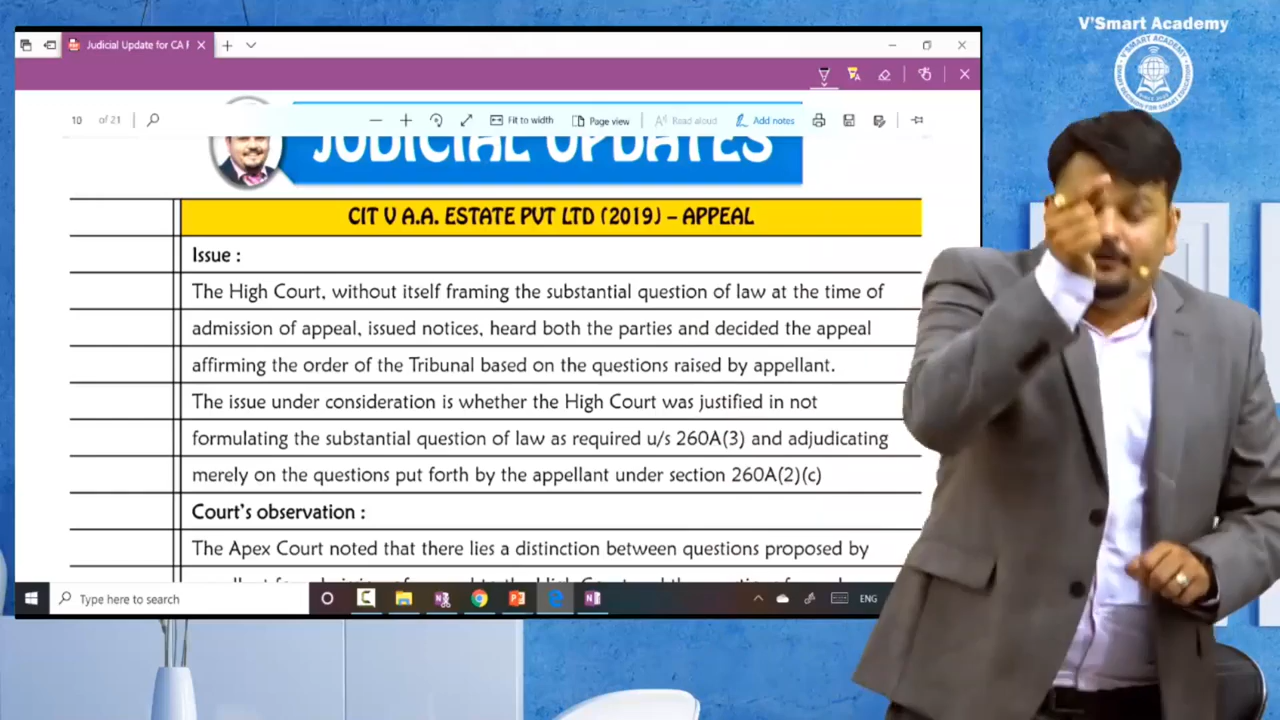 V'Smart Academy
V'SMART ACADEMY
Judicial Update for CA F
10 of 21
Fit to width
Page view
Read aloud
Add notes
JUDICIAL UPDATES
CIT V A.A. ESTATE PVT LTD (2019) – APPEAL
Issue :
The High Court, without itself framing the substantial question of law at the time of
admission of appeal, issued notices, heard both the parties and decided the appeal
affirming the order of the Tribunal based on the questions raised by appellant.
The issue under consideration is whether the High Court was justified in not
formulating the substantial question of law as required u/s 260A(3) and adjudicating
merely on the questions put forth by the appellant under section 260A(2)(c)
Court's observation :
The Apex Court noted that there lies a distinction between questions proposed by
Type here to search
ENG